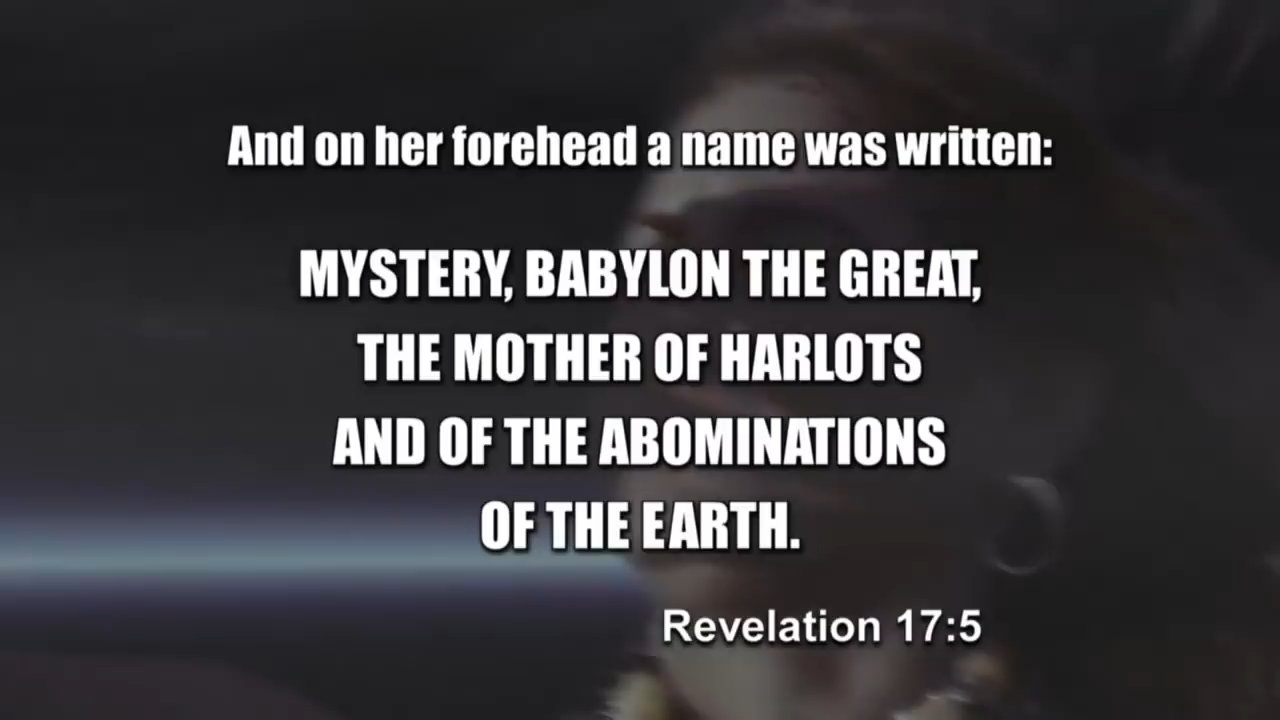 And on her forehead a name was written:
MYSTERY, BABYLON THE GREAT,
THE MOTHER OF HARLOTS
AND OF THE ABOMINATIONS
OF THE EARTH.
Revelation 17:5